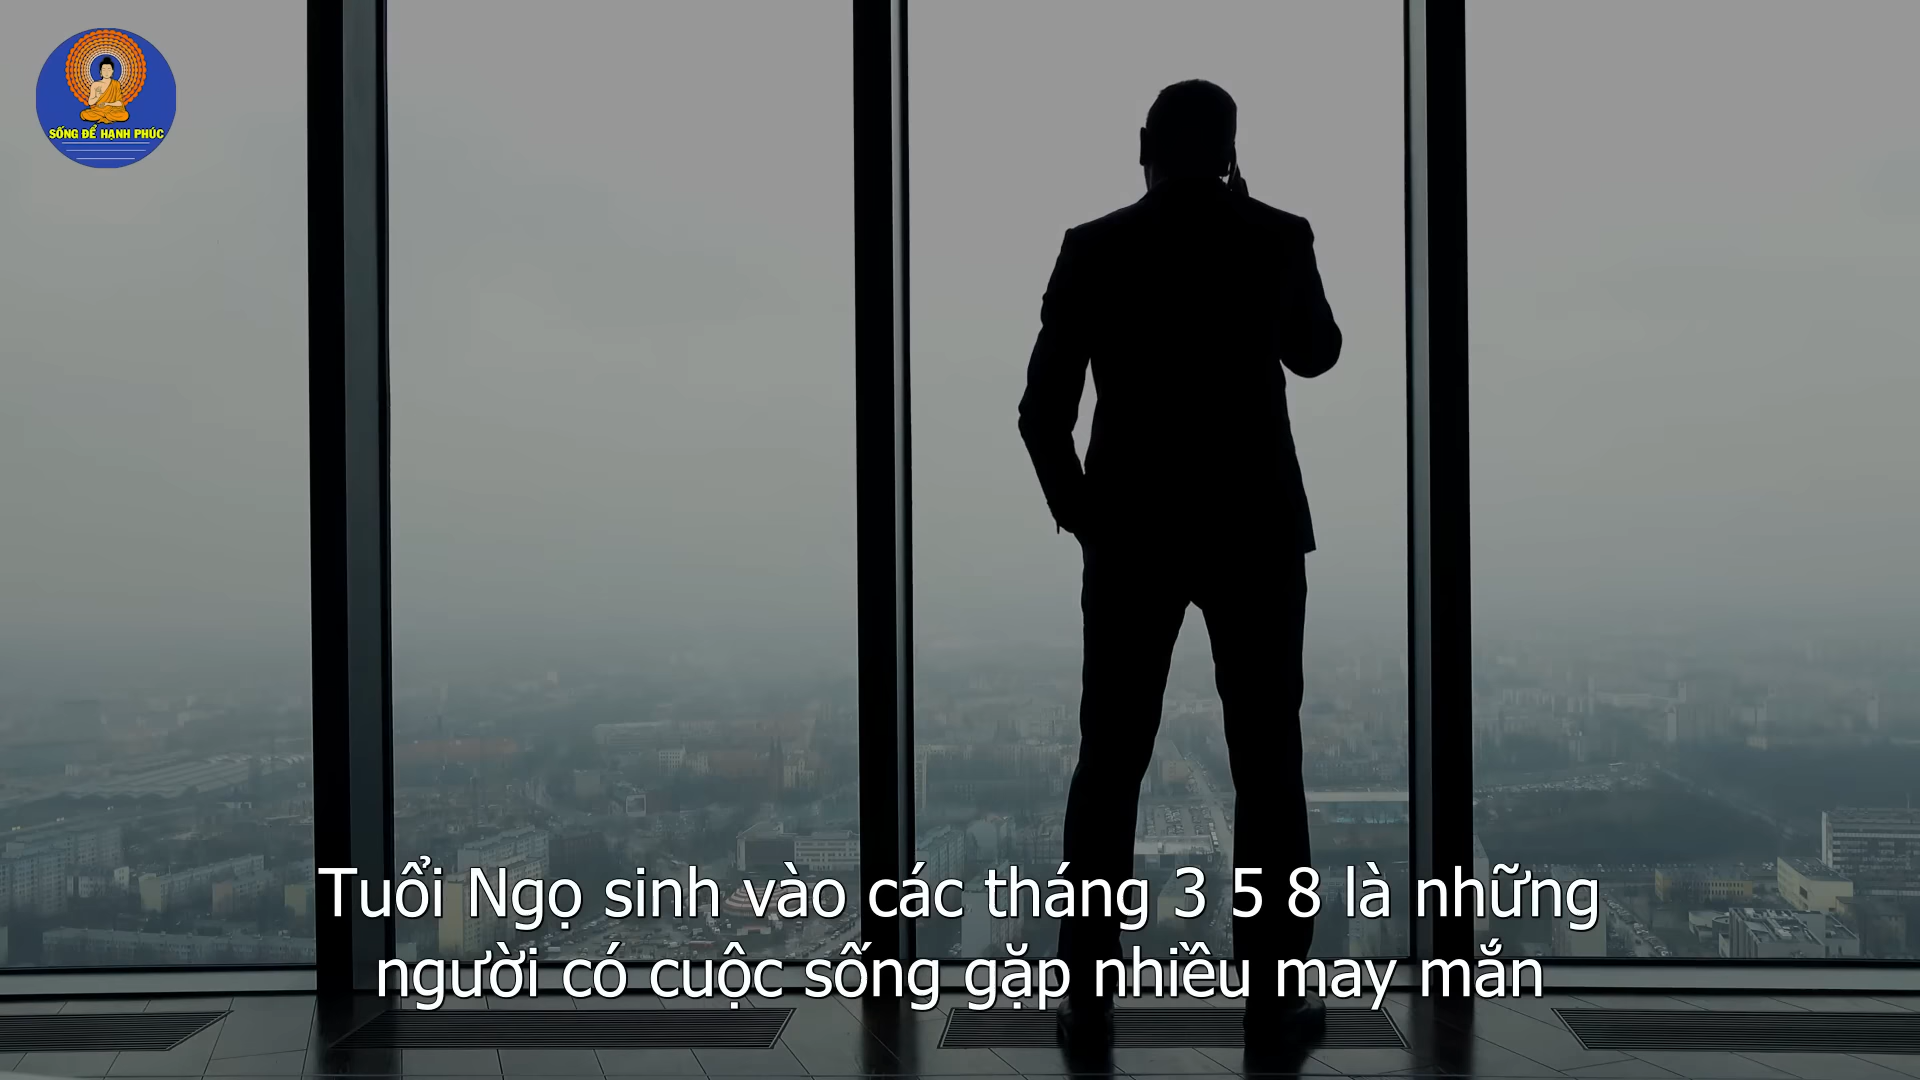 SỐNG ĐỂ HẠNH PHÚC
Tuổi Ngọ sinh vào các tháng 3 5 8 là những
người có cuộc sống gặp nhiều may mắn